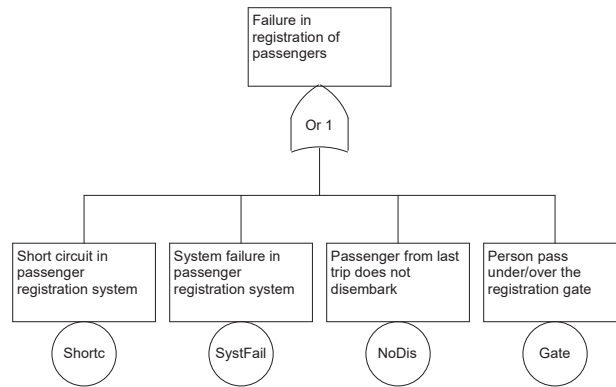 Failure in
registration of
passengers
Or 1
Short circuit in
passenger
registration system
System failure in
passenger
registration system
Passenger from last
trip does not
disembark
Person pass
under/over the
registration gate
Shortc
SystFail
NoDis
Gate